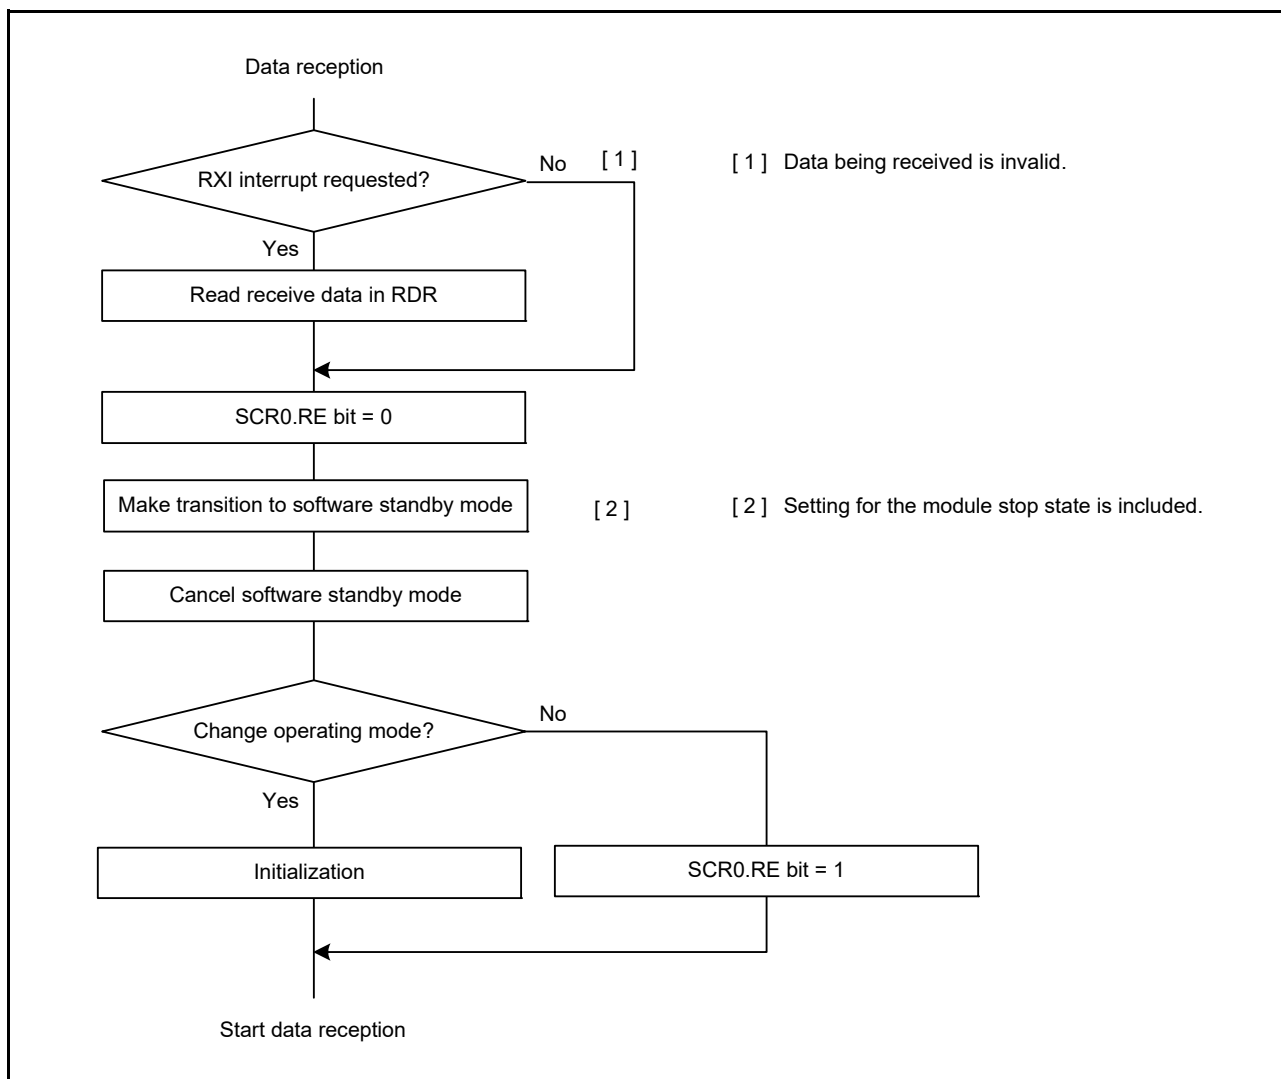 Data reception
RXI interrupt requested?
No
[ 1 ]
[ 1 ] Data being received is invalid.
Yes
Read receive data in RDR
SCR0.RE bit = 0
Make transition to software standby mode
[ 2 ]
[ 2 ] Setting for the module stop state is included.
Cancel software standby mode
Change operating mode?
No
Yes
Initialization
SCR0.RE bit = 1
Start data reception